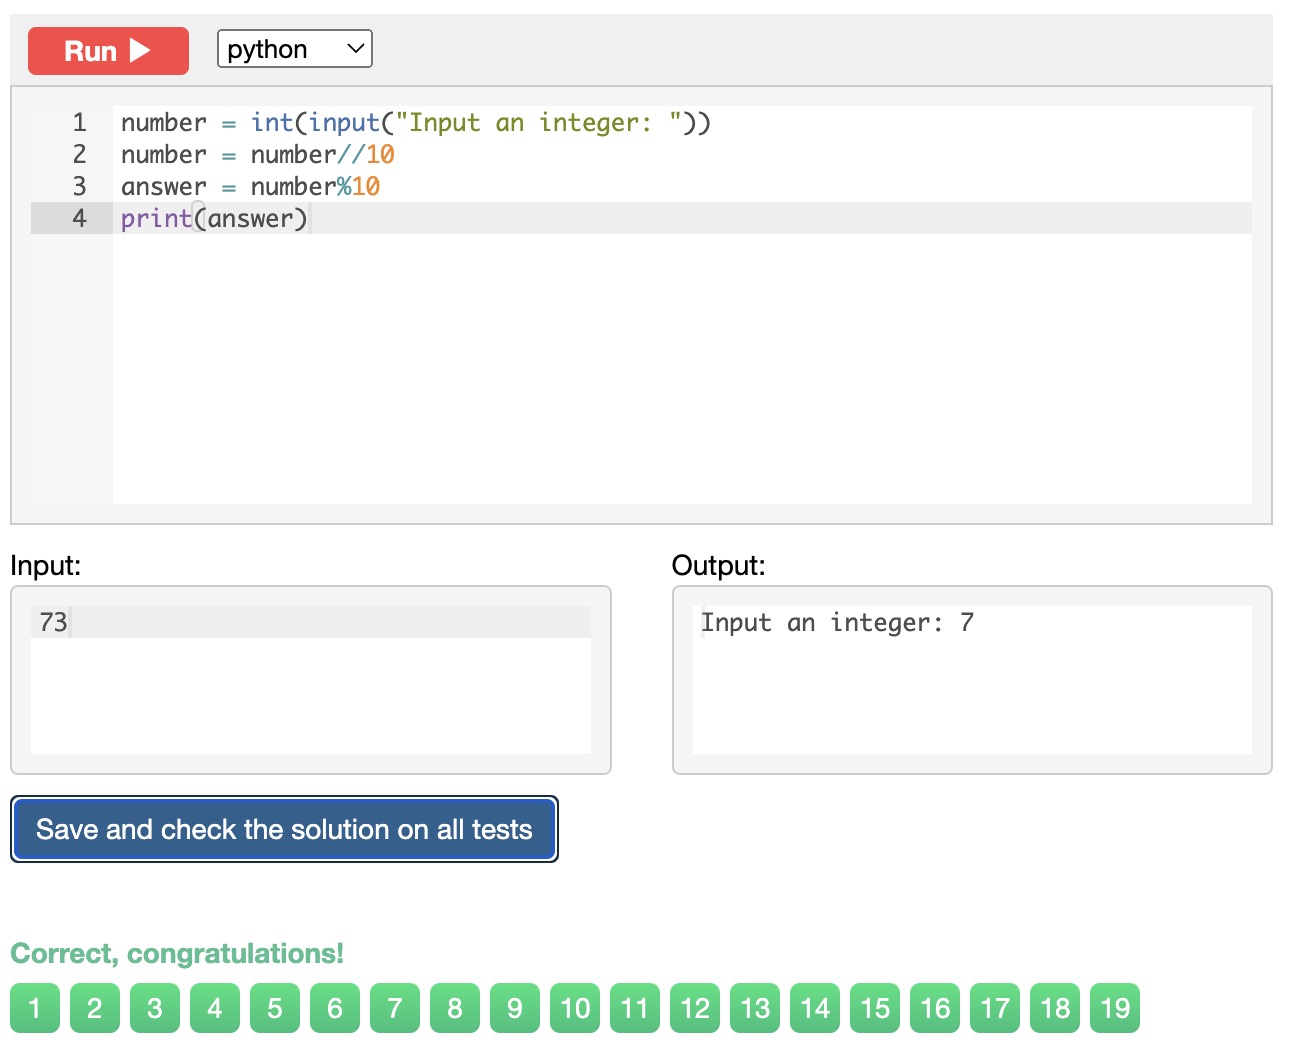 Run python
1 number = int(input("Input an integer: "))
2 number = number//10
3 answer = number%10
4 print(answer)
Input: Output:
73 Input an integer: 7
Save and check the solution on all tests
Correct, congratulations!
1 2 3 4 5 6 7 8 9 10 11 12 13 14 15 16 17 18 19